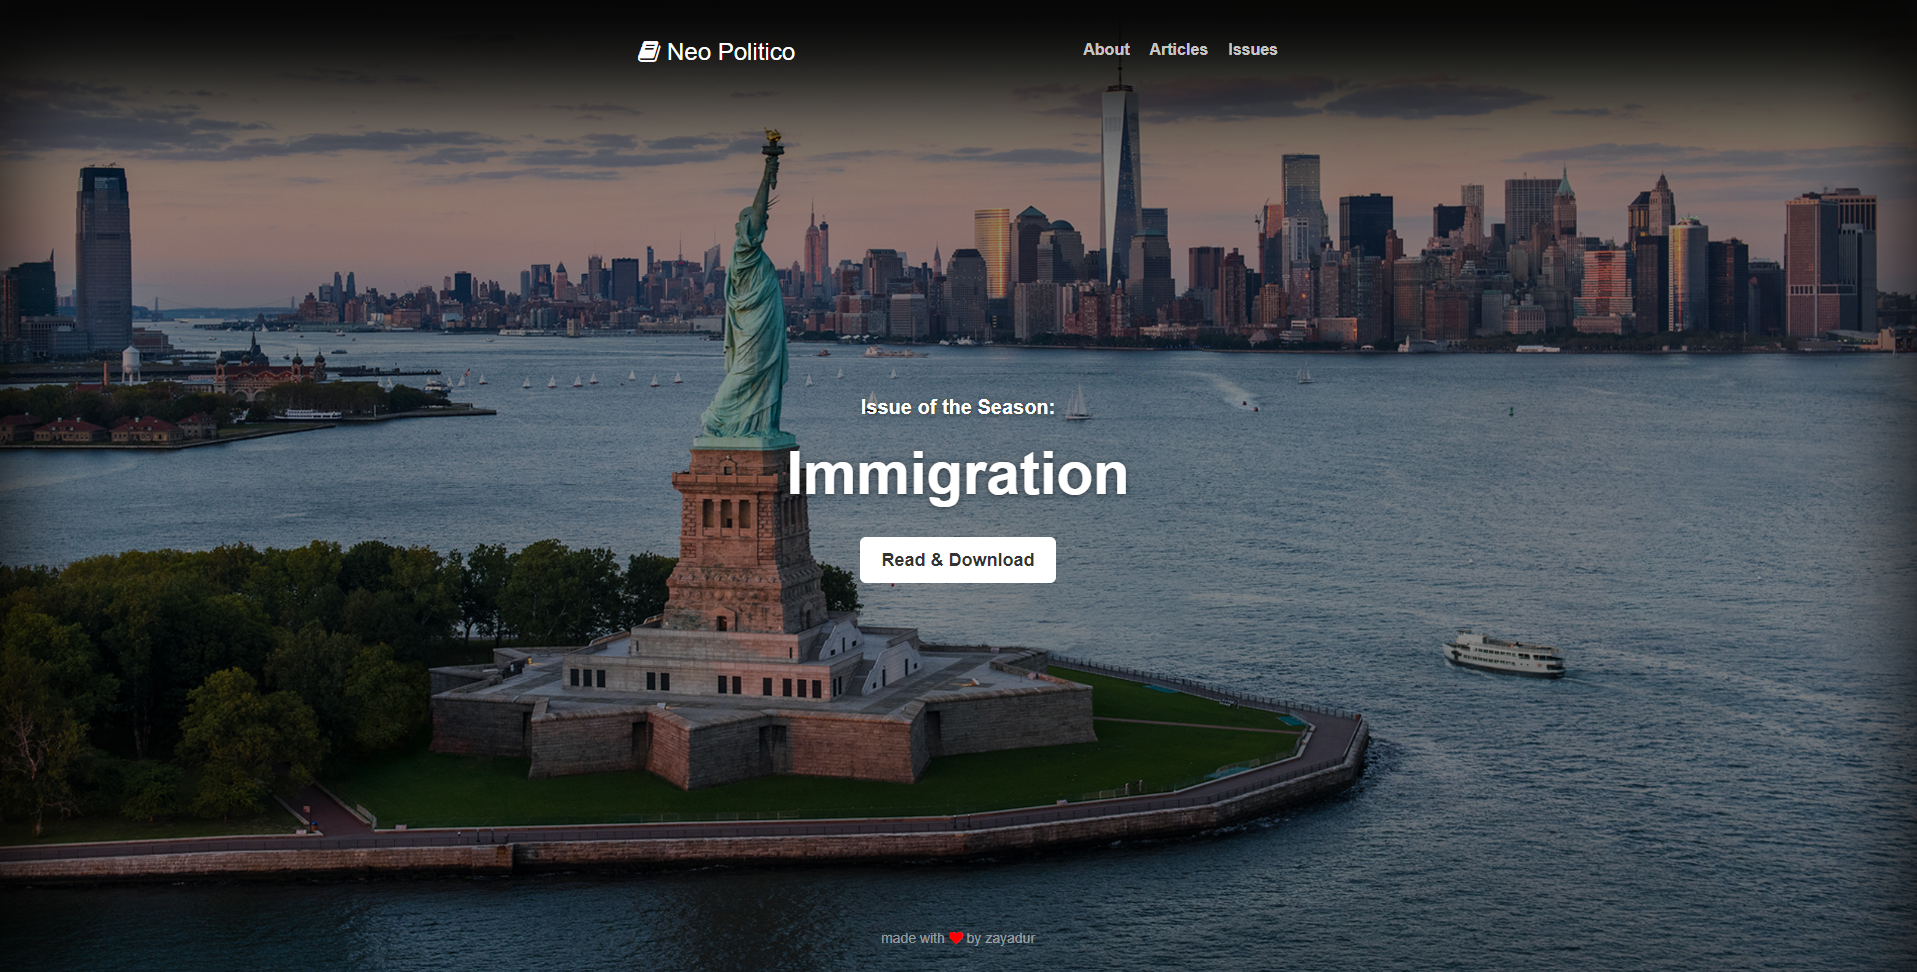 Neo Politico
About Articles Issues
Issue of the Season:
Immigration
Read & Download
made with ❤ by zayadur